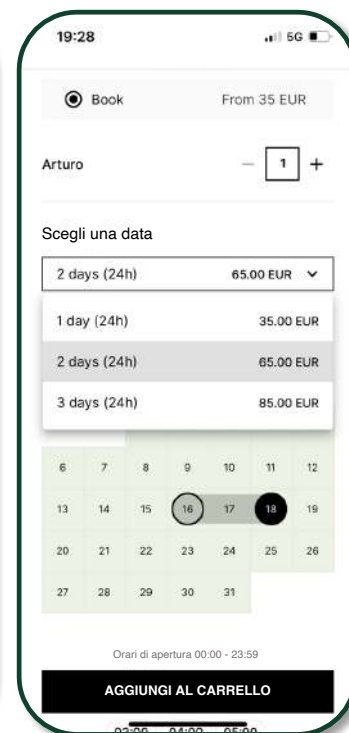 19:28 5G
Book From 35 EUR
Arturo − 1 +
Scegli una data
2 days (24h) 65.00 EUR
1 day (24h) 35.00 EUR
2 days (24h) 65.00 EUR
3 days (24h) 85.00 EUR
6 7 8 9 10 11 12
13 14 15 16 17 18 19
20 21 22 23 24 25 26
27 28 29 30 31
Orari di apertura 00:00 - 23:59
AGGIUNGI AL CARRELLO